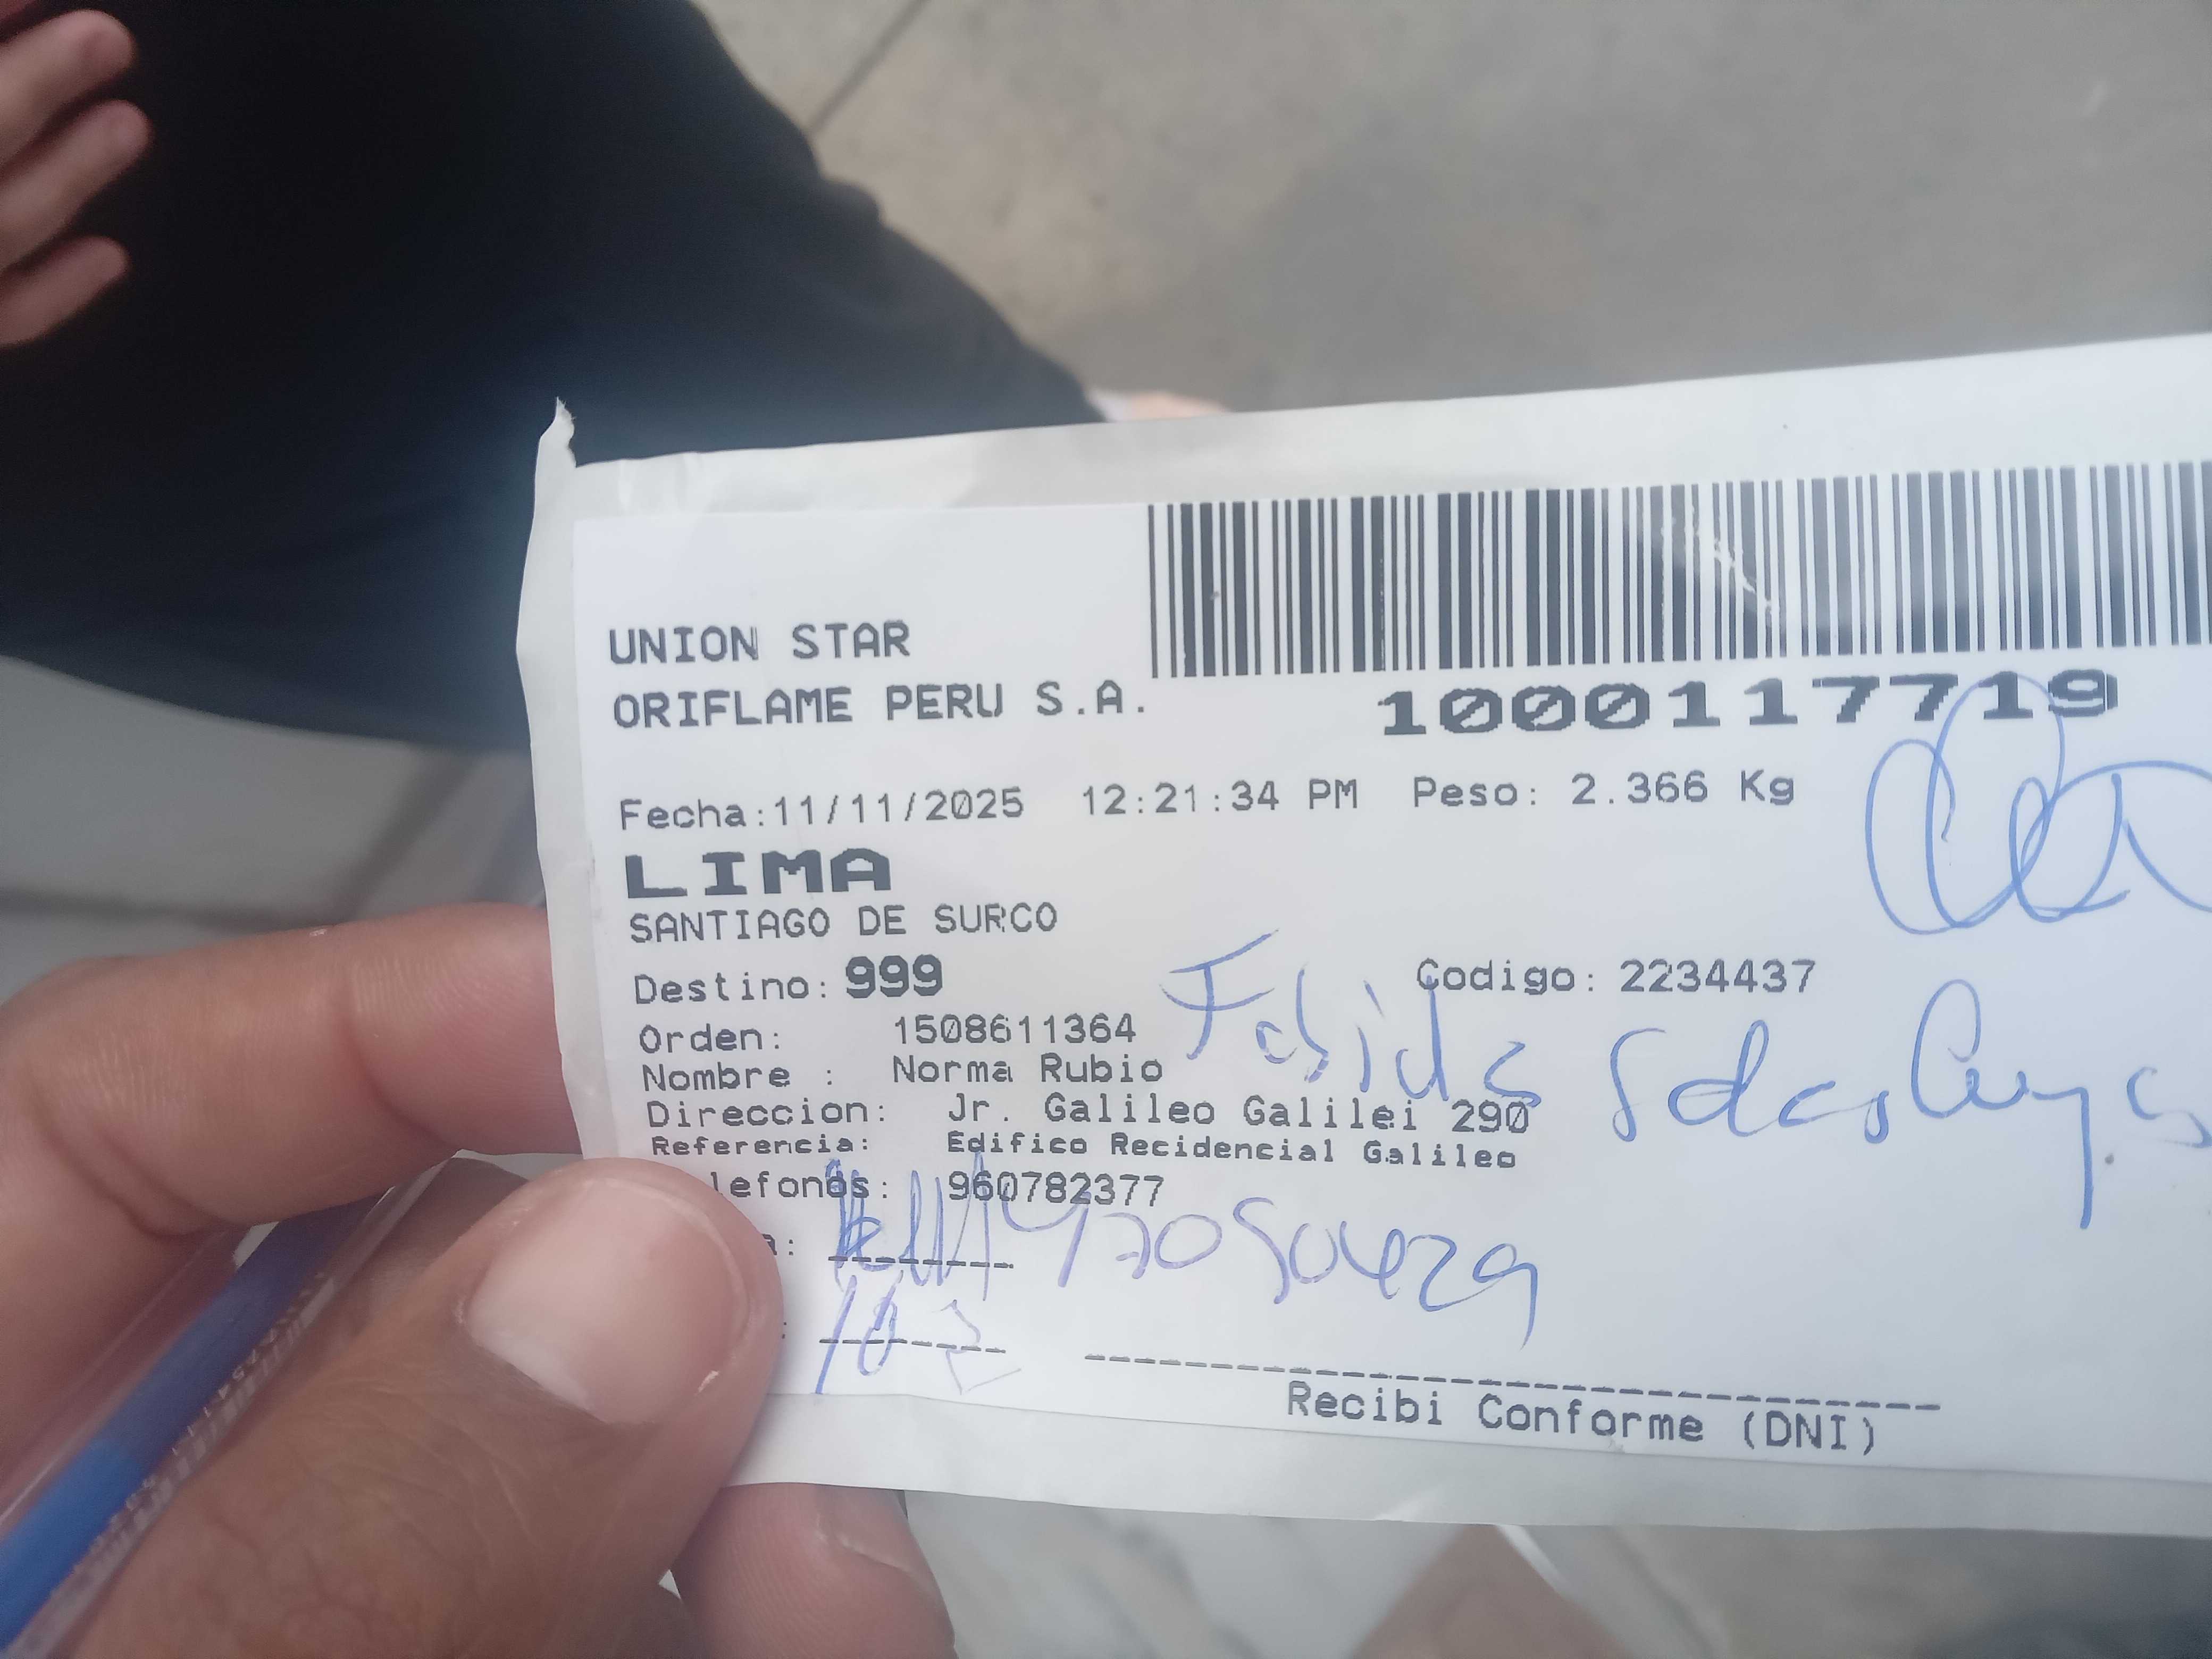 UNION STAR
ORIFLAME PERU S.A.
1000117719
Fecha:11/11/2025 12:21:34 PM Peso: 2.366 Kg
LIMA
SANTIAGO DE SURCO
Destino: 999 Codigo: 2234437
Orden: 1508611364
Nombre : Norma Rubio
Direccion: Jr. Galileo Galilei 290
Referencia: Edifico Recidencial Galileo
lefonos: 960782377
a:
:
Recibi Conforme (DNI)